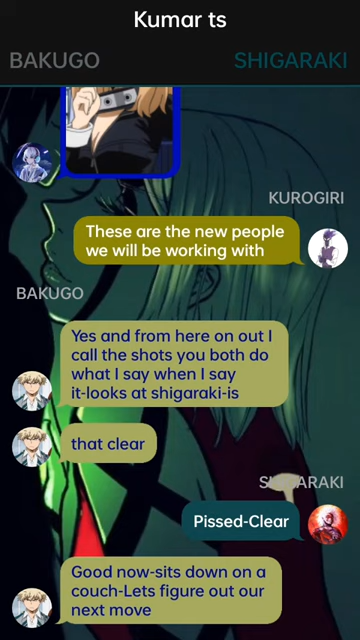 Kumar ts
BAKUGO
SHIGARAKI
KUROGIRI
These are the new people
we will be working with
BAKUGO
Yes and from here on out I
call the shots you both do
what I say when I say
it-looks at shigaraki-is
that clear
SHIGARAKI
Pissed-Clear
Good now-sits down on a
couch-Lets figure out our
next move